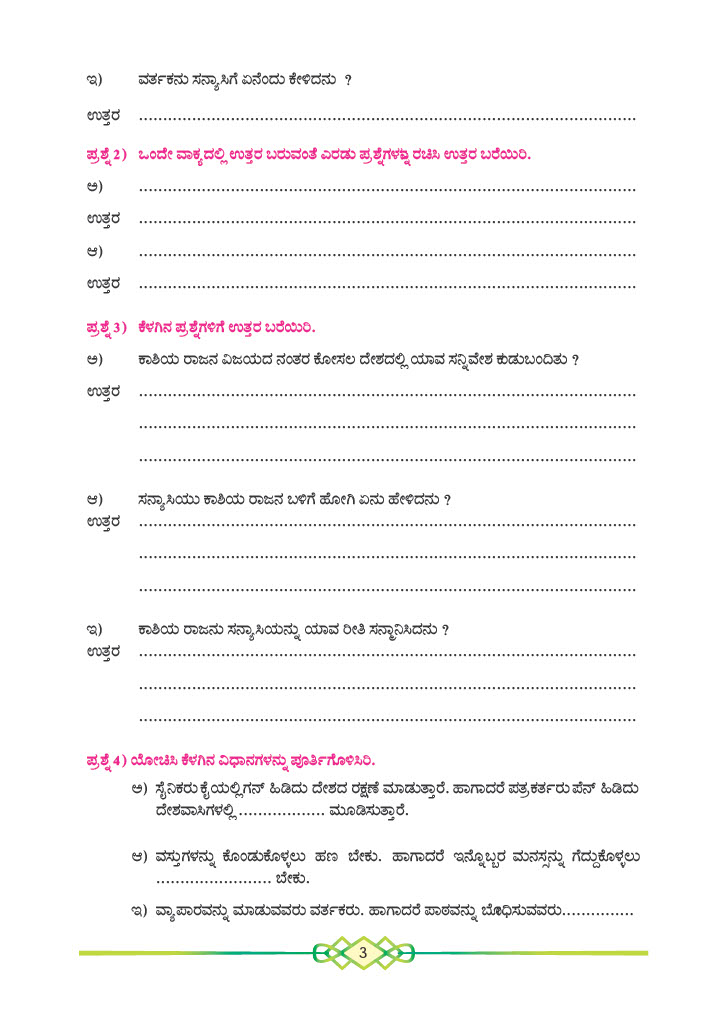 ಇ) ವರ್ತಕನು ಸನ್ಯಾಸಿಗೆ ಏನೆಂದು ಕೇಳಿದನು ?
ಉತ್ತರ ........................................................................................................
ಪ್ರಶ್ನೆ 2) ಒಂದೇ ವಾಕ್ಯದಲ್ಲಿ ಉತ್ತರ ಬರುವಂತೆ ಎರಡು ಪ್ರಶ್ನೆಗಳನ್ನು ರಚಿಸಿ ಉತ್ತರ ಬರೆಯಿರಿ.
ಅ) ........................................................................................................
ಉತ್ತರ ........................................................................................................
ಆ) ........................................................................................................
ಉತ್ತರ ........................................................................................................
ಪ್ರಶ್ನೆ 3) ಕೆಳಗಿನ ಪ್ರಶ್ನೆಗಳಿಗೆ ಉತ್ತರ ಬರೆಯಿರಿ.
ಅ) ಕಾಶಿಯ ರಾಜನ ವಿಜಯದ ನಂತರ ಕೋಸಲ ದೇಶದಲ್ಲಿ ಯಾವ ಸನ್ನಿವೇಶ ಕುಡುಬಂದಿತು ?
ಉತ್ತರ ........................................................................................................
........................................................................................................
........................................................................................................
ಆ) ಸನ್ಯಾಸಿಯು ಕಾಶಿಯ ರಾಜನ ಬಳಿಗೆ ಹೋಗಿ ಏನು ಹೇಳಿದನು ?
ಉತ್ತರ ........................................................................................................
........................................................................................................
........................................................................................................
ಇ) ಕಾಶಿಯ ರಾಜನು ಸನ್ಯಾಸಿಯನ್ನು ಯಾವ ರೀತಿ ಸನ್ಮಾನಿಸಿದನು ?
ಉತ್ತರ ........................................................................................................
........................................................................................................
........................................................................................................
ಪ್ರಶ್ನೆ 4) ಯೋಚಿಸಿ ಕೆಳಗಿನ ವಿಧಾನಗಳನ್ನು ಪೂರ್ತಿಗೊಳಿಸಿರಿ.
ಅ) ಸೈನಿಕರು ಕೈಯಲ್ಲಿ ಗನ್ ಹಿಡಿದು ದೇಶದ ರಕ್ಷಣೆ ಮಾಡುತ್ತಾರೆ. ಹಾಗಾದರೆ ಪತ್ರಕರ್ತರು ಪೆನ್ ಹಿಡಿದು
ದೇಶವಾಸಿಗಳಲ್ಲಿ .................. ಮೂಡಿಸುತ್ತಾರೆ.
ಆ) ವಸ್ತುಗಳನ್ನು ಕೊಂಡುಕೊಳ್ಳಲು ಹಣ ಬೇಕು. ಹಾಗಾದರೆ ಇನ್ನೊಬ್ಬರ ಮನಸ್ಸನ್ನು ಗೆದ್ದುಕೊಳ್ಳಲು
........................ ಬೇಕು.
ಇ) ವ್ಯಾಪಾರವನ್ನು ಮಾಡುವವರು ವರ್ತಕರು. ಹಾಗಾದರೆ ಪಾಠವನ್ನು ಬೋಧಿಸುವವರು...............
3